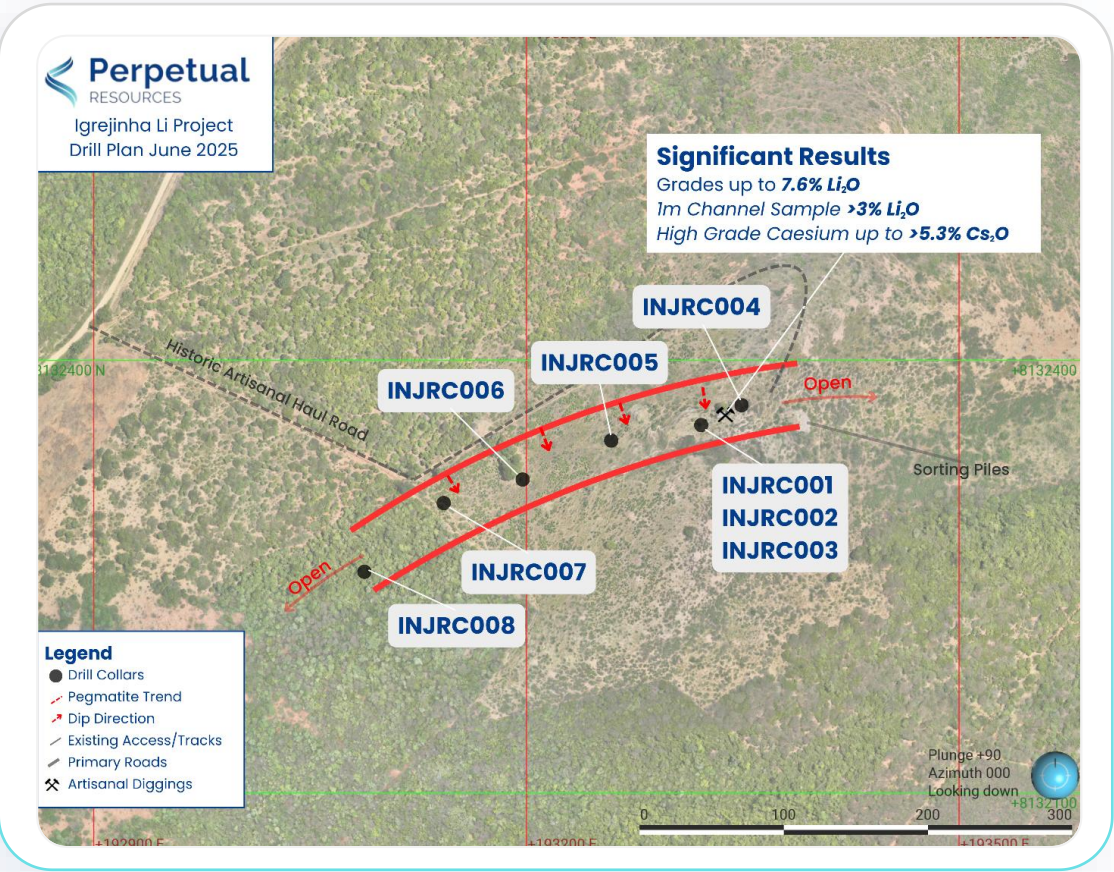 Perpetual
RESOURCES
Igrejinha Li Project
Drill Plan June 2025
Significant Results
Grades up to 7.6% Li₂O
1m Channel Sample >3% Li₂O
High Grade Caesium up to >5.3% Cs₂O
INJRC004
INJRC005
INJRC006
Historic Artisanal Haul Road
8132400 N
+8132400
Open
Sorting Piles
INJRC001
INJRC002
INJRC003
INJRC007
Open
INJRC008
Legend
Drill Collars
Pegmatite Trend
Dip Direction
Existing Access/Tracks
Primary Roads
Artisanal Diggings
Plunge +90
Azimuth 000
Looking down
+8132100
0 100 200 300
+192900 E +193200 E +193500 E